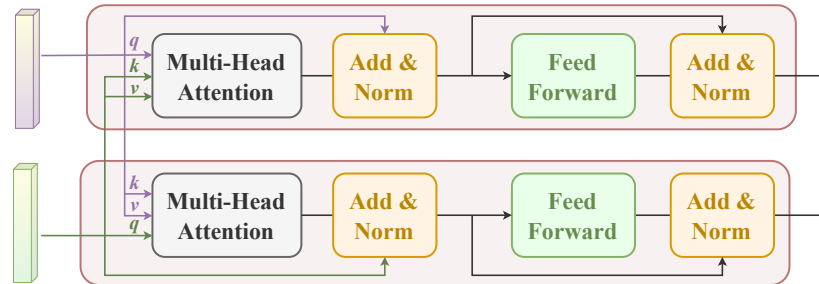 q
k
v
Multi-Head
Attention
Add &
Norm
Feed
Forward
Add &
Norm
k
v
q
Multi-Head
Attention
Add &
Norm
Feed
Forward
Add &
Norm